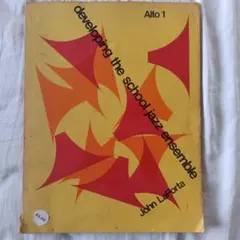 Alto 1
developing the school jazz ensemble
John LaPorta